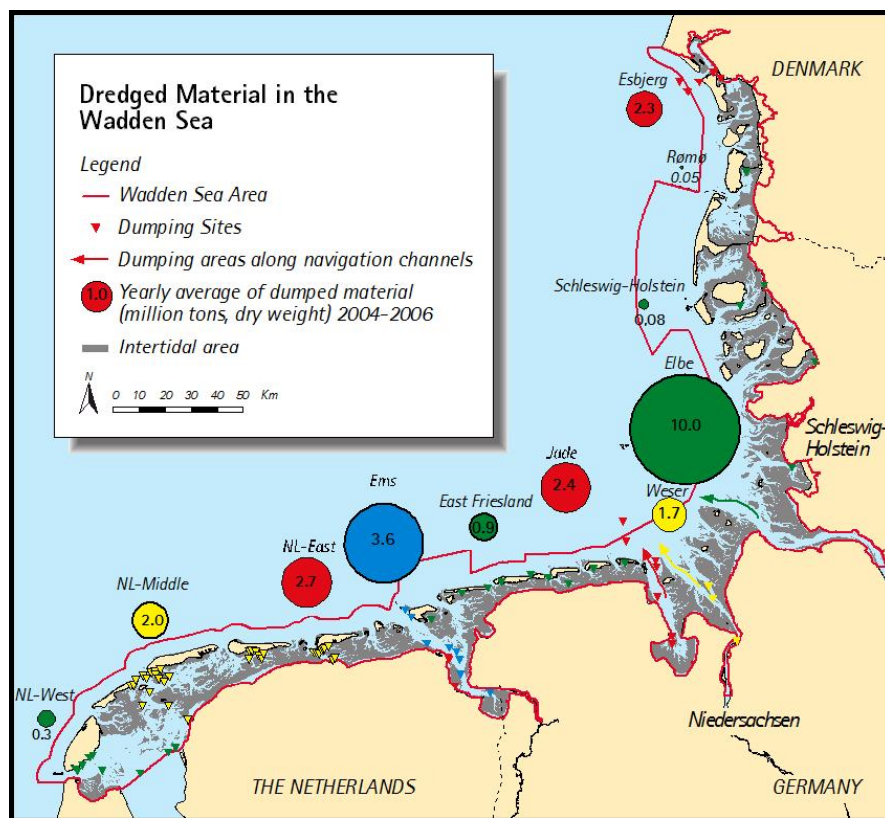 Dredged Material in the
Wadden Sea
Legend
Wadden Sea Area
Dumping Sites
Dumping areas along navigation channels
1.0 Yearly average of dumped material
(million tons, dry weight) 2004-2006
Intertidal area
N
0 10 20 30 40 50 Km
DENMARK
Esbjerg
2.3
Rømø
0.05
Schleswig-Holstein
0,08
Elbe
10.0
Schleswig-
Holstein
Jade
2.4
Weser
1.7
Ems
3.6
East Friesland
0.9
NL-East
2.7
NL-Middle
2.0
NL-West
0.3
Niedersachsen
THE NETHERLANDS
GERMANY